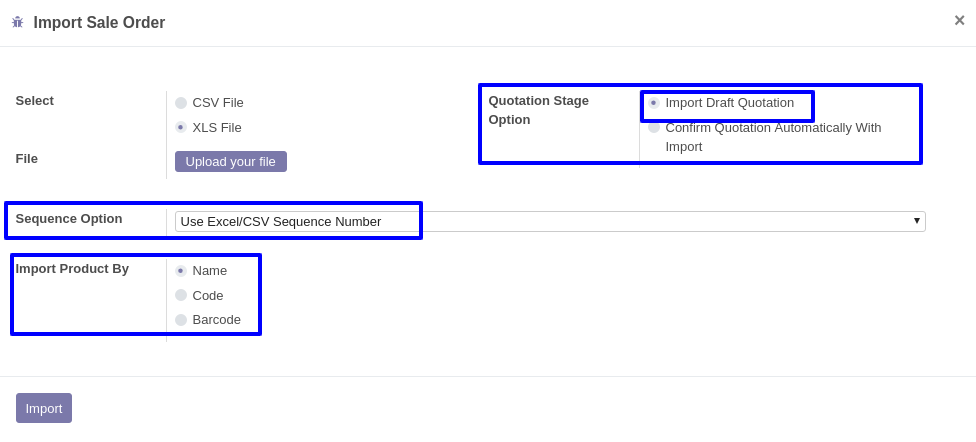 Import Sale Order
×
Select
CSV File
XLS File
File
Upload your file
Quotation Stage
Option
Import Draft Quotation
Confirm Quotation Automatically With
Import
Sequence Option
Use Excel/CSV Sequence Number
Import Product By
Name
Code
Barcode
Import